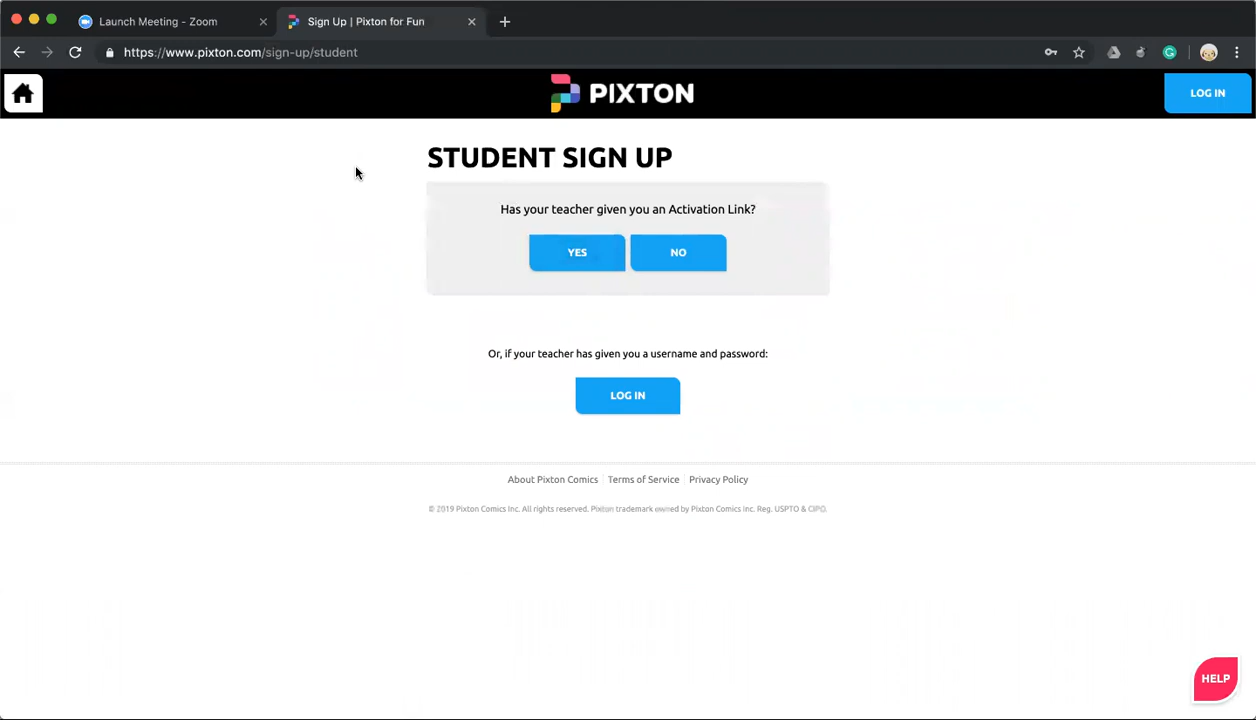 Launch Meeting - Zoom
Sign Up | Pixton for Fun
https://www.pixton.com/sign-up/student
PIXTON
LOG IN
STUDENT SIGN UP
Has your teacher given you an Activation Link?
YES NO
Or, if your teacher has given you a username and password:
LOG IN
About Pixton Comics Terms of Service Privacy Policy
© 2019 Pixton Comics Inc. All rights reserved. Pixton trademark owned by Pixton Comics Inc. Reg. USPTO & CIPO.
HELP